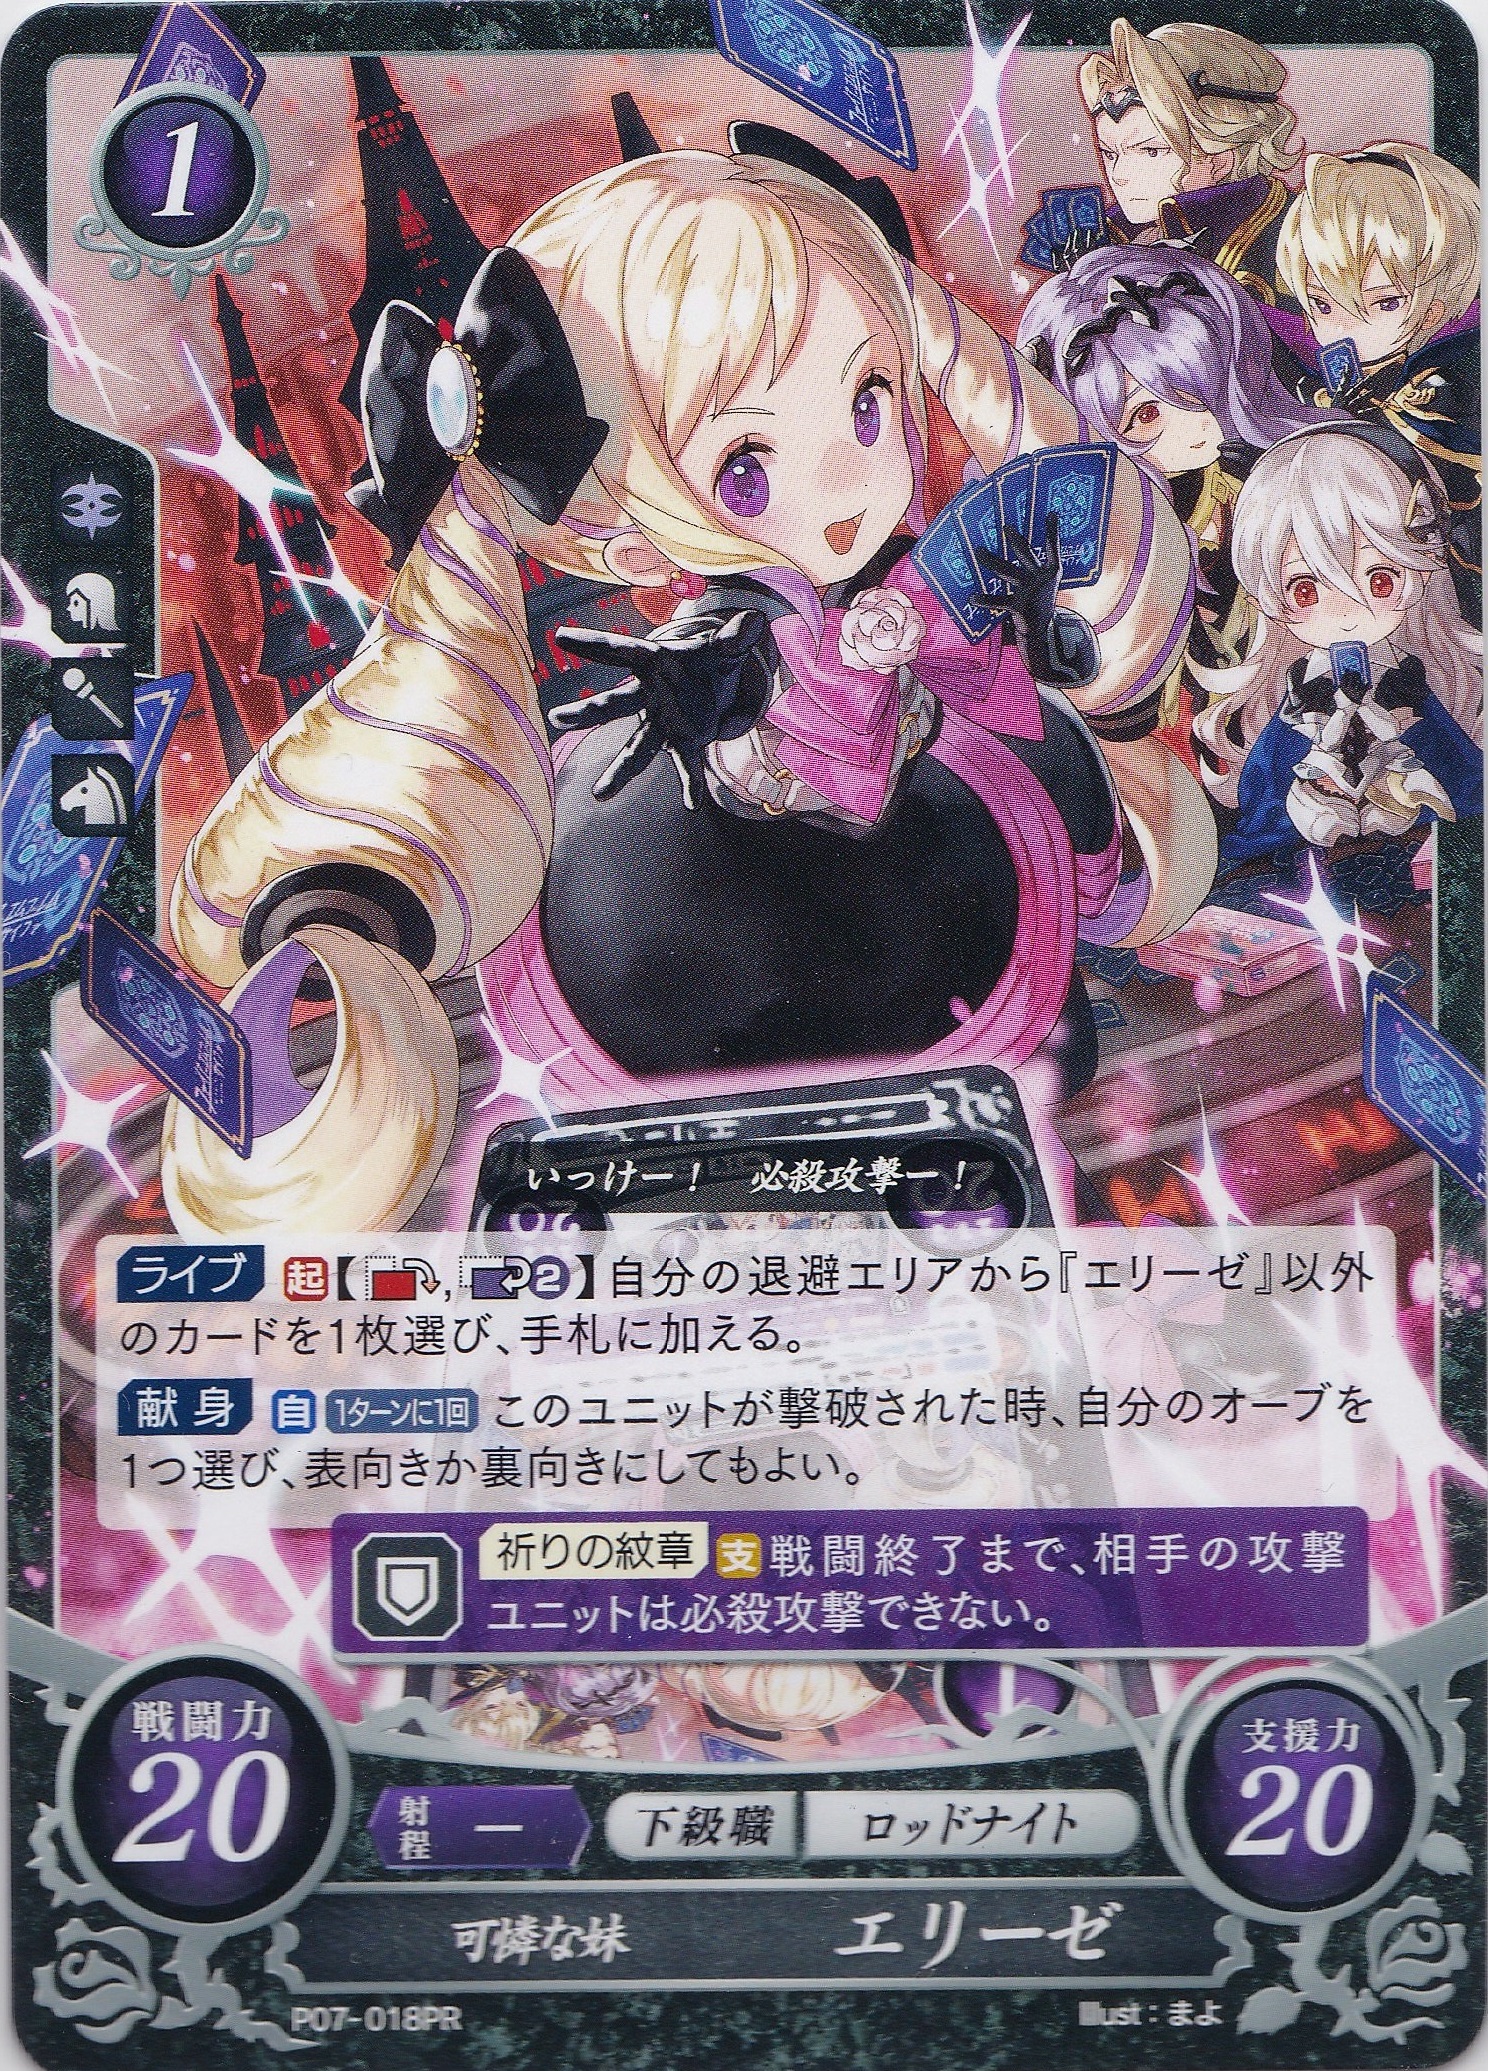 1
いっけー！　必殺攻撃ー！
ライブ 起【 , 2】自分の退避エリアから『エリーゼ』以外
のカードを1枚選び、手札に加える。
献身 自 1ターンに1回 このユニットが撃破された時、自分のオーブを
1つ選び、表向きか裏向きにしてもよい。
祈りの紋章 支 戦闘終了まで、相手の攻撃
ユニットは必殺攻撃できない。
戦闘力
20
射程 ー
下級職 ロッドナイト
支援力
20
可憐な妹 エリーゼ
P07-018PR
Illust：まよ